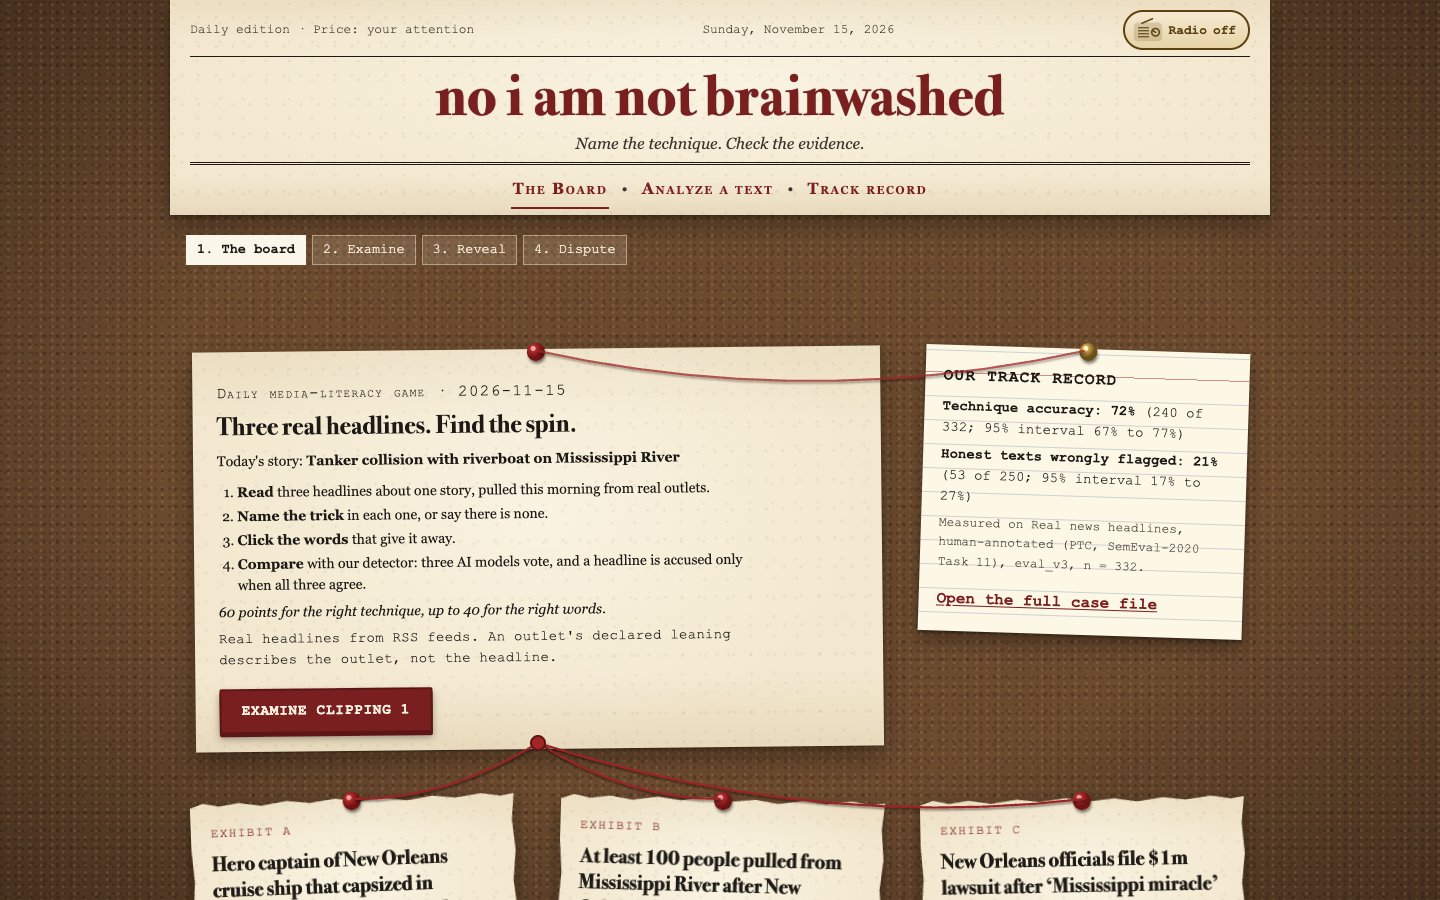 Daily edition · Price: your attention
Sunday, November 15, 2026
Radio off
no i am not brainwashed
Name the technique. Check the evidence.
The Board • Analyze a text • Track record
1. The board
2. Examine
3. Reveal
4. Dispute
Daily media-literacy game · 2026-11-15
Three real headlines. Find the spin.
Today's story: Tanker collision with riverboat on Mississippi River
1. Read three headlines about one story, pulled this morning from real outlets.
2. Name the trick in each one, or say there is none.
3. Click the words that give it away.
4. Compare with our detector: three AI models vote, and a headline is accused only
when all three agree.
60 points for the right technique, up to 40 for the right words.
Real headlines from RSS feeds. An outlet's declared leaning
describes the outlet, not the headline.
EXAMINE CLIPPING 1
OUR TRACK RECORD
Technique accuracy: 72% (240 of
332; 95% interval 67% to 77%)
Honest texts wrongly flagged: 21%
(53 of 250; 95% interval 17% to
27%)
Measured on Real news headlines,
human-annotated (PTC, SemEval-2020
Task 11), eval_v3, n = 332.
Open the full case file
EXHIBIT A
Hero captain of New Orleans
cruise ship that capsized in
EXHIBIT B
At least 100 people pulled from
Mississippi River after New
EXHIBIT C
New Orleans officials file $1m
lawsuit after ‘Mississippi miracle’